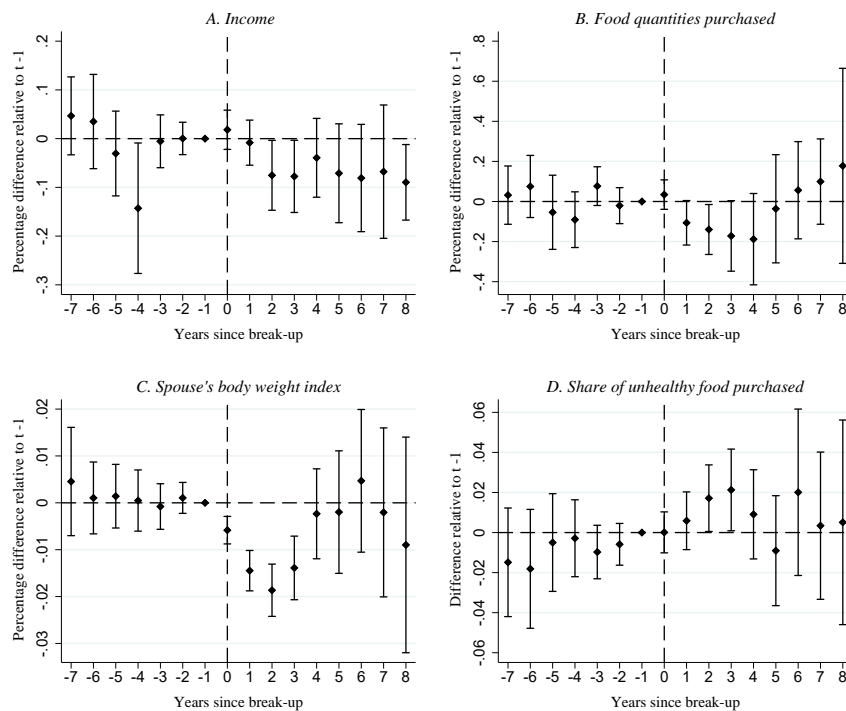 A. Income
Percentage difference relative to t -1
.2
.1
0
-.1
-.2
-.3
-7 -6 -5 -4 -3 -2 -1 0 1 2 3 4 5 6 7 8
Years since break-up
B. Food quantities purchased
Percentage difference relative to t -1
.8
.6
.4
.2
0
-.2
-.4
-7 -6 -5 -4 -3 -2 -1 0 1 2 3 4 5 6 7 8
Years since break-up
C. Spouse's body weight index
Percentage difference relative to t -1
.02
.01
0
-.01
-.02
-.03
-7 -6 -5 -4 -3 -2 -1 0 1 2 3 4 5 6 7 8
Years since break-up
D. Share of unhealthy food purchased
Difference relative to t -1
.06
.04
.02
0
-.02
-.04
-.06
-7 -6 -5 -4 -3 -2 -1 0 1 2 3 4 5 6 7 8
Years since break-up